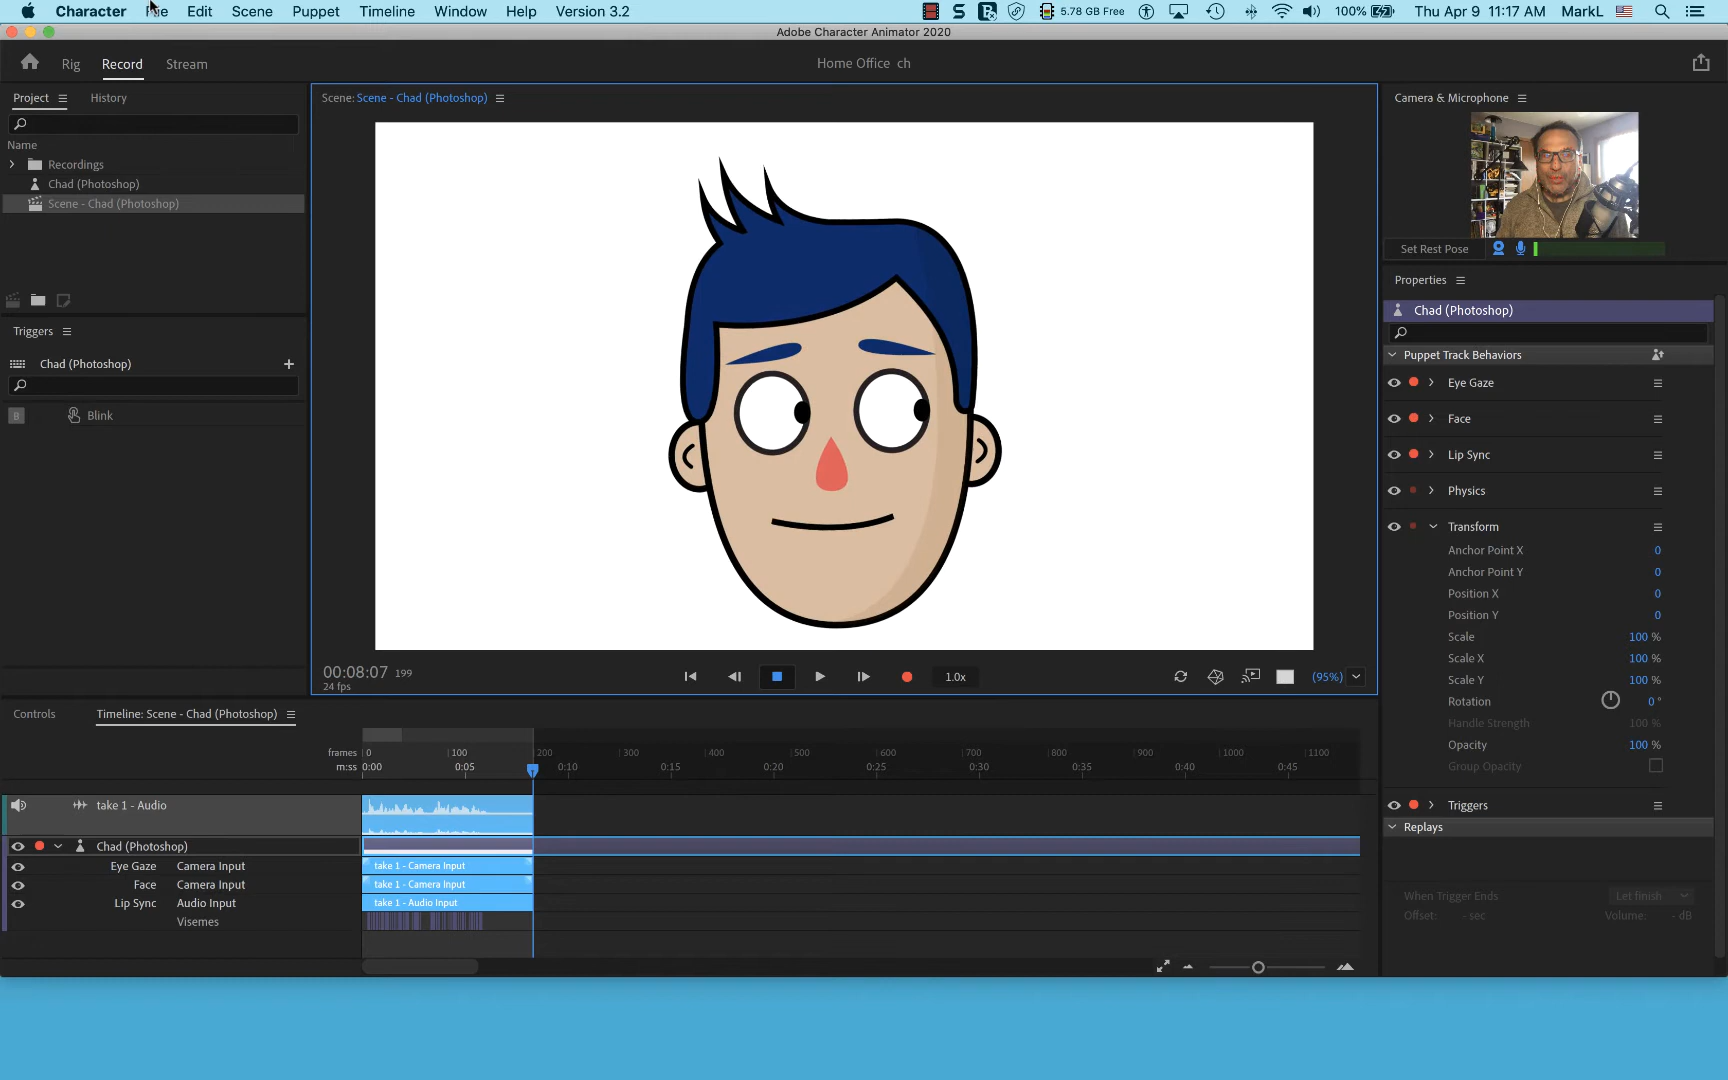 Character File Edit Scene Puppet Timeline Window Help Version 3.2 5.78 GB Free 100% Thu Apr 9 11:17 AM MarkL
Adobe Character Animator 2020
Rig Record Stream Home Office ch
Project History
Name
Recordings
Chad (Photoshop)
Scene - Chad (Photoshop)
Triggers
Chad (Photoshop)
B Blink
Scene: Scene - Chad (Photoshop)
00:08:07 199
24 fps
1.0x
(95%)
Camera & Microphone
Set Rest Pose
Properties
Chad (Photoshop)
Puppet Track Behaviors
Eye Gaze
Face
Lip Sync
Physics
Transform
Anchor Point X 0
Anchor Point Y 0
Position X 0
Position Y 0
Scale 100 %
Scale X 100 %
Scale Y 100 %
Rotation 0 °
Handle Strength 100 %
Opacity 100 %
Group Opacity
Triggers
Replays
When Trigger Ends Let finish
Offset: - sec Volume: - dB
Controls Timeline: Scene - Chad (Photoshop)
frames 0 100 200 300 400 500 600 700 800 900 1000 1100
m:ss 0:00 0:05 0:10 0:15 0:20 0:25 0:30 0:35 0:40 0:45
take 1 - Audio
Chad (Photoshop)
Eye Gaze Camera Input take 1 - Camera Input
Face Camera Input take 1 - Camera Input
Lip Sync Audio Input take 1 - Audio Input
Visemes